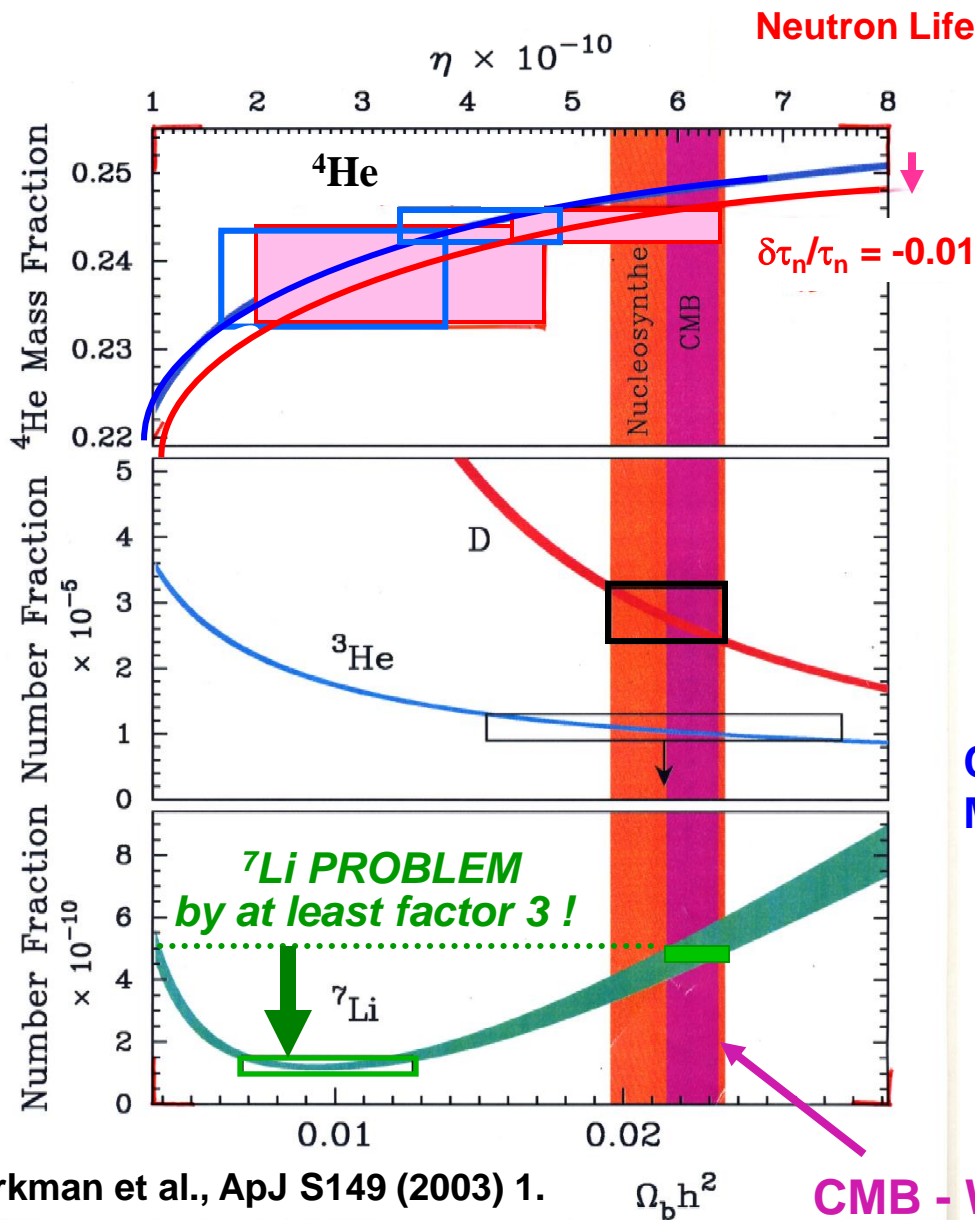 Neutron Life
η × 10⁻¹⁰
1 2 3 4 5 6 7 8
⁴He Mass Fraction
0.25
0.24
0.23
0.22
⁴He
δτₙ/τₙ = -0.01
Nucleosynthe
CMB
Number Fraction
× 10⁻⁵
5
4
3
2
1
0
D
³He
Number Fraction
× 10⁻¹⁰
8
6
4
2
0
⁷Li PROBLEM
by at least factor 3 !
⁷Li
0.01 0.02
rkman et al., ApJ S149 (2003) 1.
Ω_b h²
CMB -